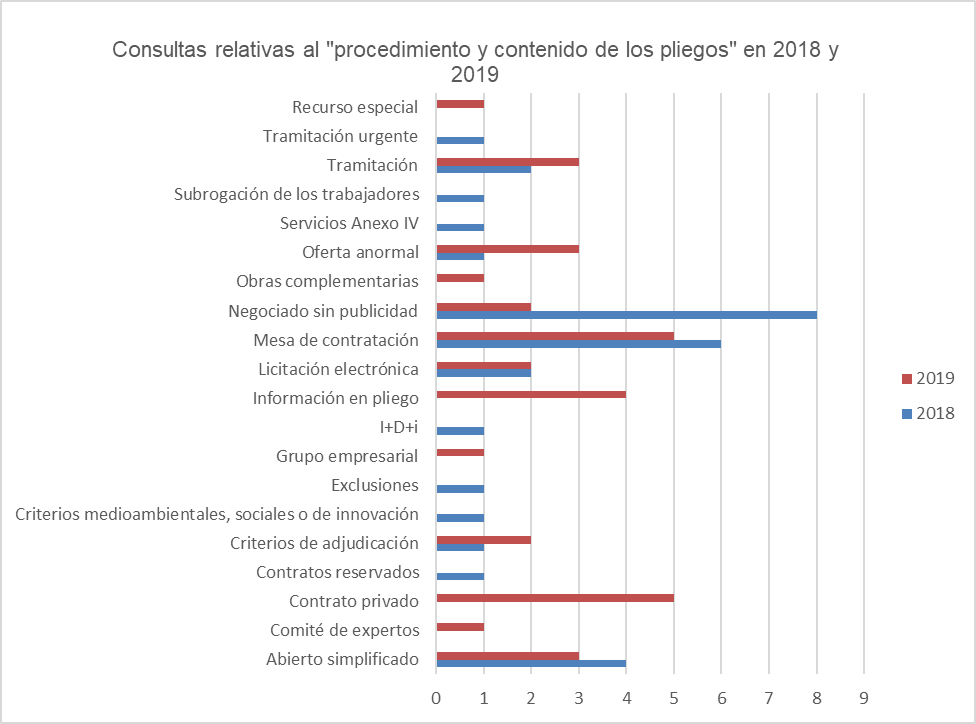 Consultas relativas al "procedimiento y contenido de los pliegos" en 2018 y
2019
Recurso especial
Tramitación urgente
Tramitación
Subrogación de los trabajadores
Servicios Anexo IV
Oferta anormal
Obras complementarias
Negociado sin publicidad
Mesa de contratación
Licitación electrónica
Información en pliego
I+D+i
Grupo empresarial
Exclusiones
Criterios medioambientales, sociales o de innovación
Criterios de adjudicación
Contratos reservados
Contrato privado
Comité de expertos
Abierto simplificado
0 1 2 3 4 5 6 7 8 9
2019
2018